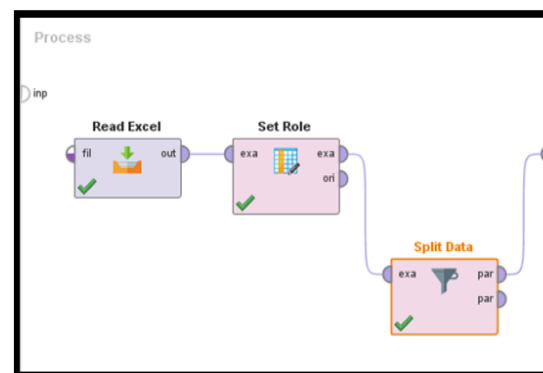 Process
inp
Read Excel
fil
out
Set Role
exa
exa
ori
Split Data
exa
par
par